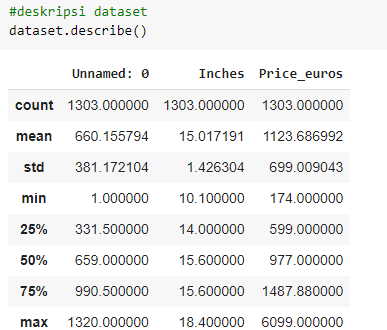 #deskripsi dataset
dataset.describe()
Unnamed: 0 Inches Price_euros
count 1303.000000 1303.000000 1303.000000
mean 660.155794 15.017191 1123.686992
std 381.172104 1.426304 699.009043
min 1.000000 10.100000 174.000000
25% 331.500000 14.000000 599.000000
50% 659.000000 15.600000 977.000000
75% 990.500000 15.600000 1487.880000
max 1320.000000 18.400000 6099.000000